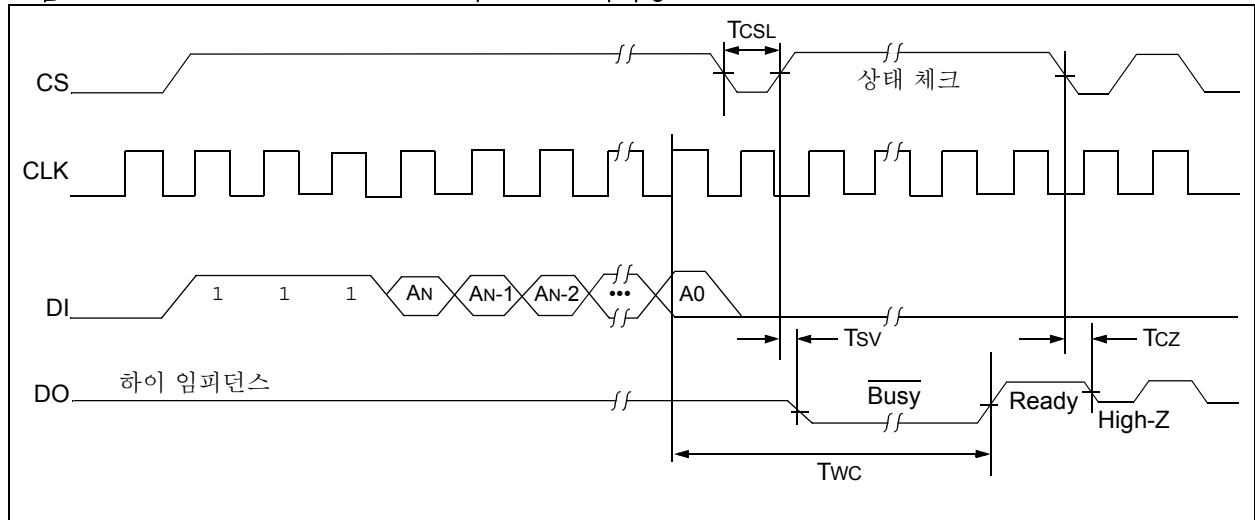 TCSL
CS
상태 체크
CLK
DI
1 1 1 AN AN-1 AN-2 ••• A0
TSV
TCZ
DO
하이 임피던스
Busy
Ready
High-Z
TWC